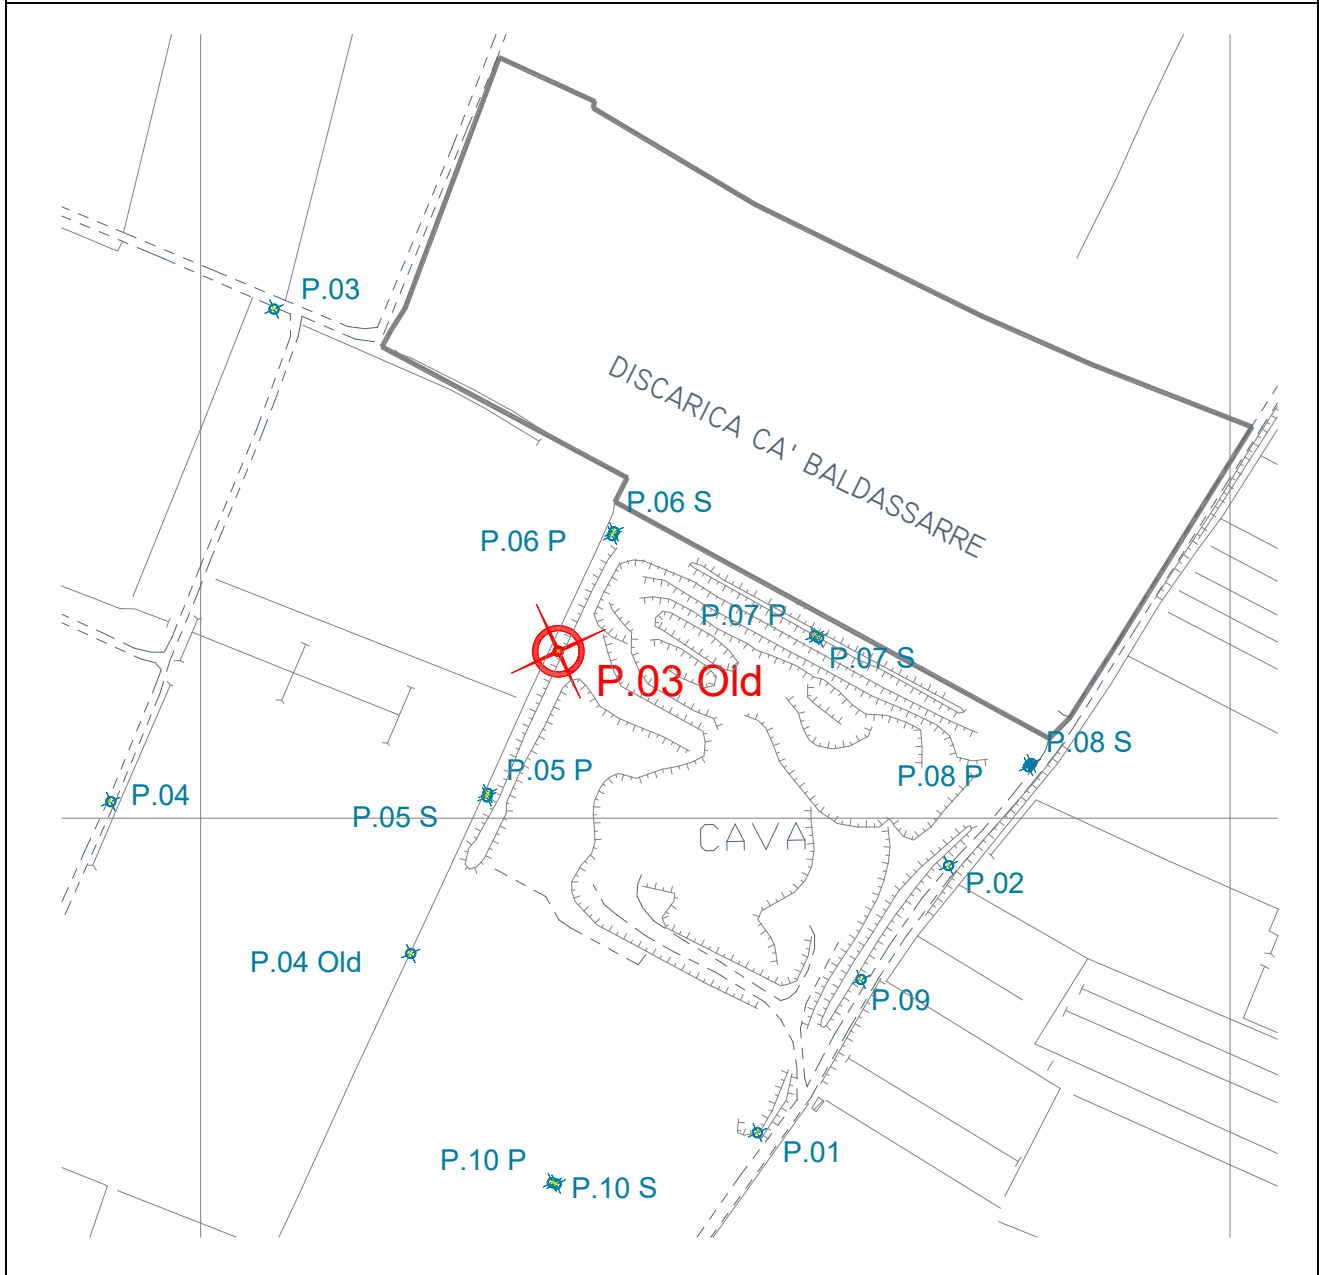 P.03
DISCARICA CA' BALDASSARRE
P.06 S
P.06 P
P.07 P
P.07 S
P.03 Old
P.08 S
P.05 P
P.08 P
P.04
P.05 S
CAVA
P.02
P.04 Old
P.09
P.01
P.10 P
P.10 S